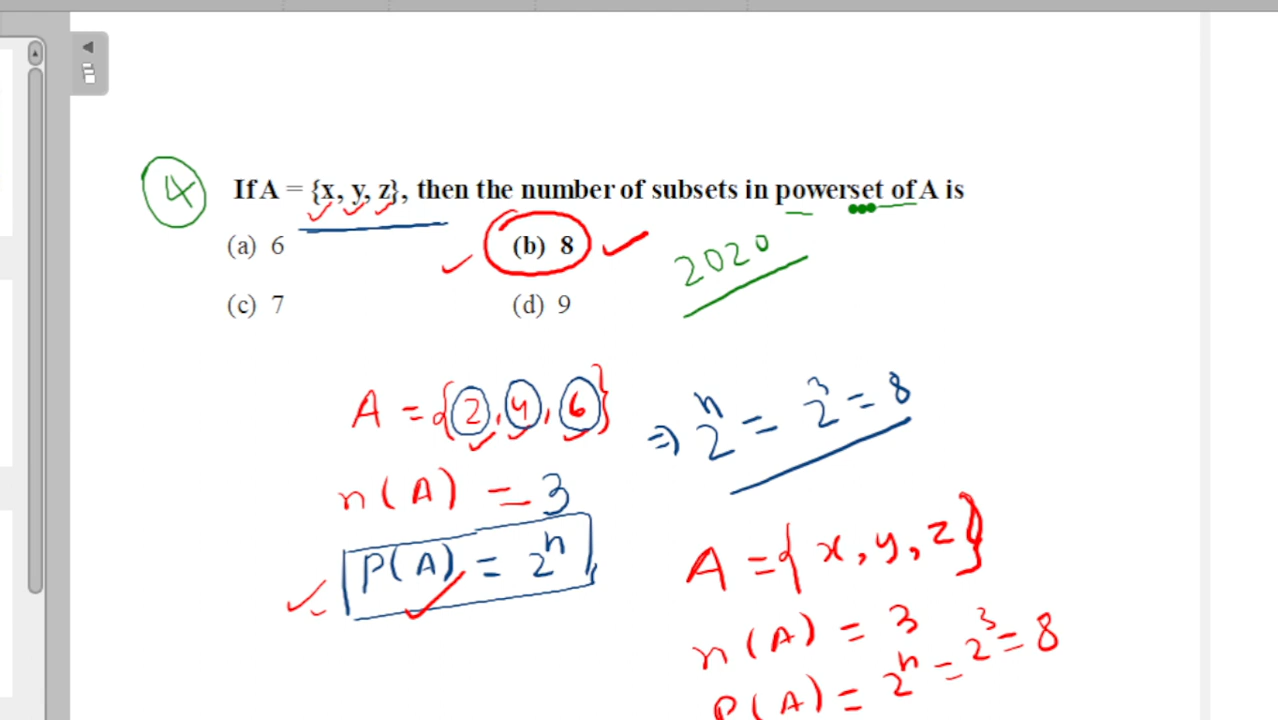 4 If A = {x, y, z}, then the number of subsets in powerset of A is
(a) 6 (b) 8
(c) 7 (d) 9
2020
A = {2, 4, 6}
n(A) = 3
P(A) = 2ⁿ
⇒ 2ⁿ = 2³ = 8
A = {x, y, z}
n(A) = 3
P(A) = 2ⁿ = 2³ = 8